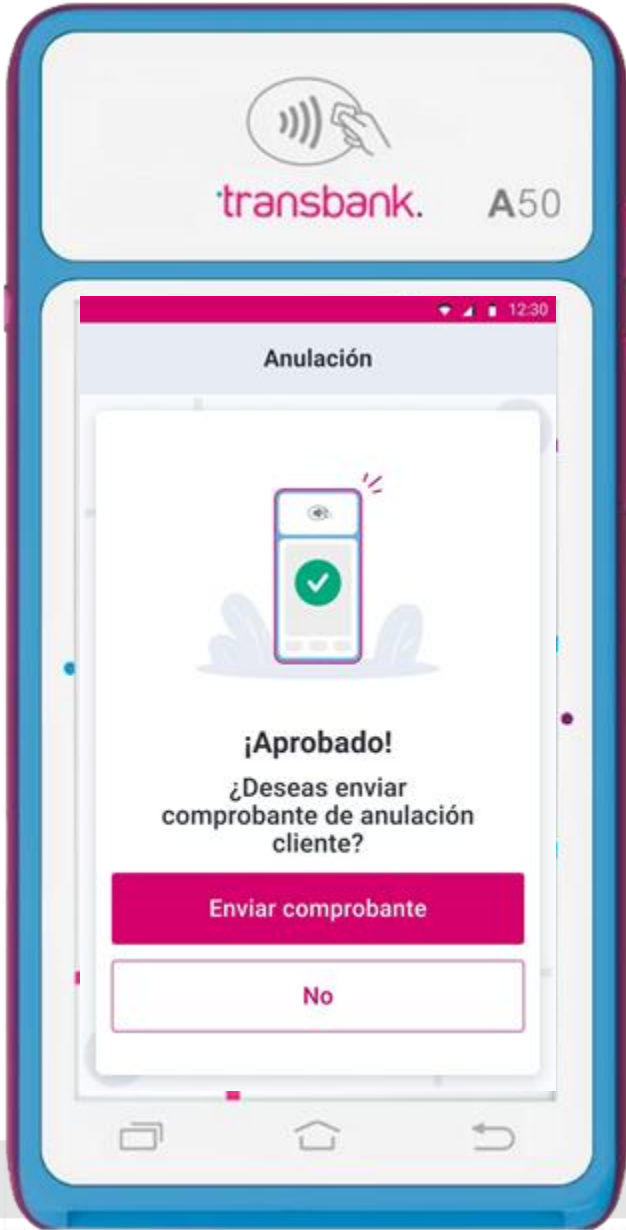 transbank.
A50
12:30
Anulación
¡Aprobado!
¿Deseas enviar
comprobante de anulación
cliente?
Enviar comprobante
No